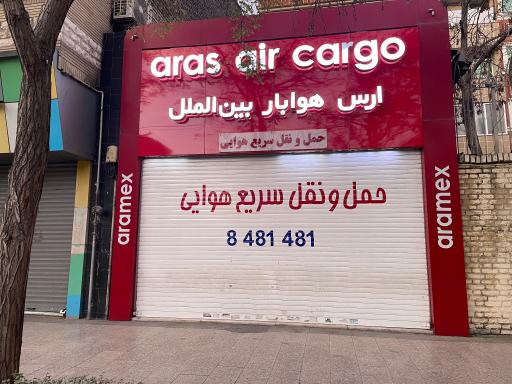 aras air cargo
ارس هوابار بین‌الملل
حمل و نقل سریع هوایی
aramex
حمل و نقل سریع هوایی
8 481 481
aramex